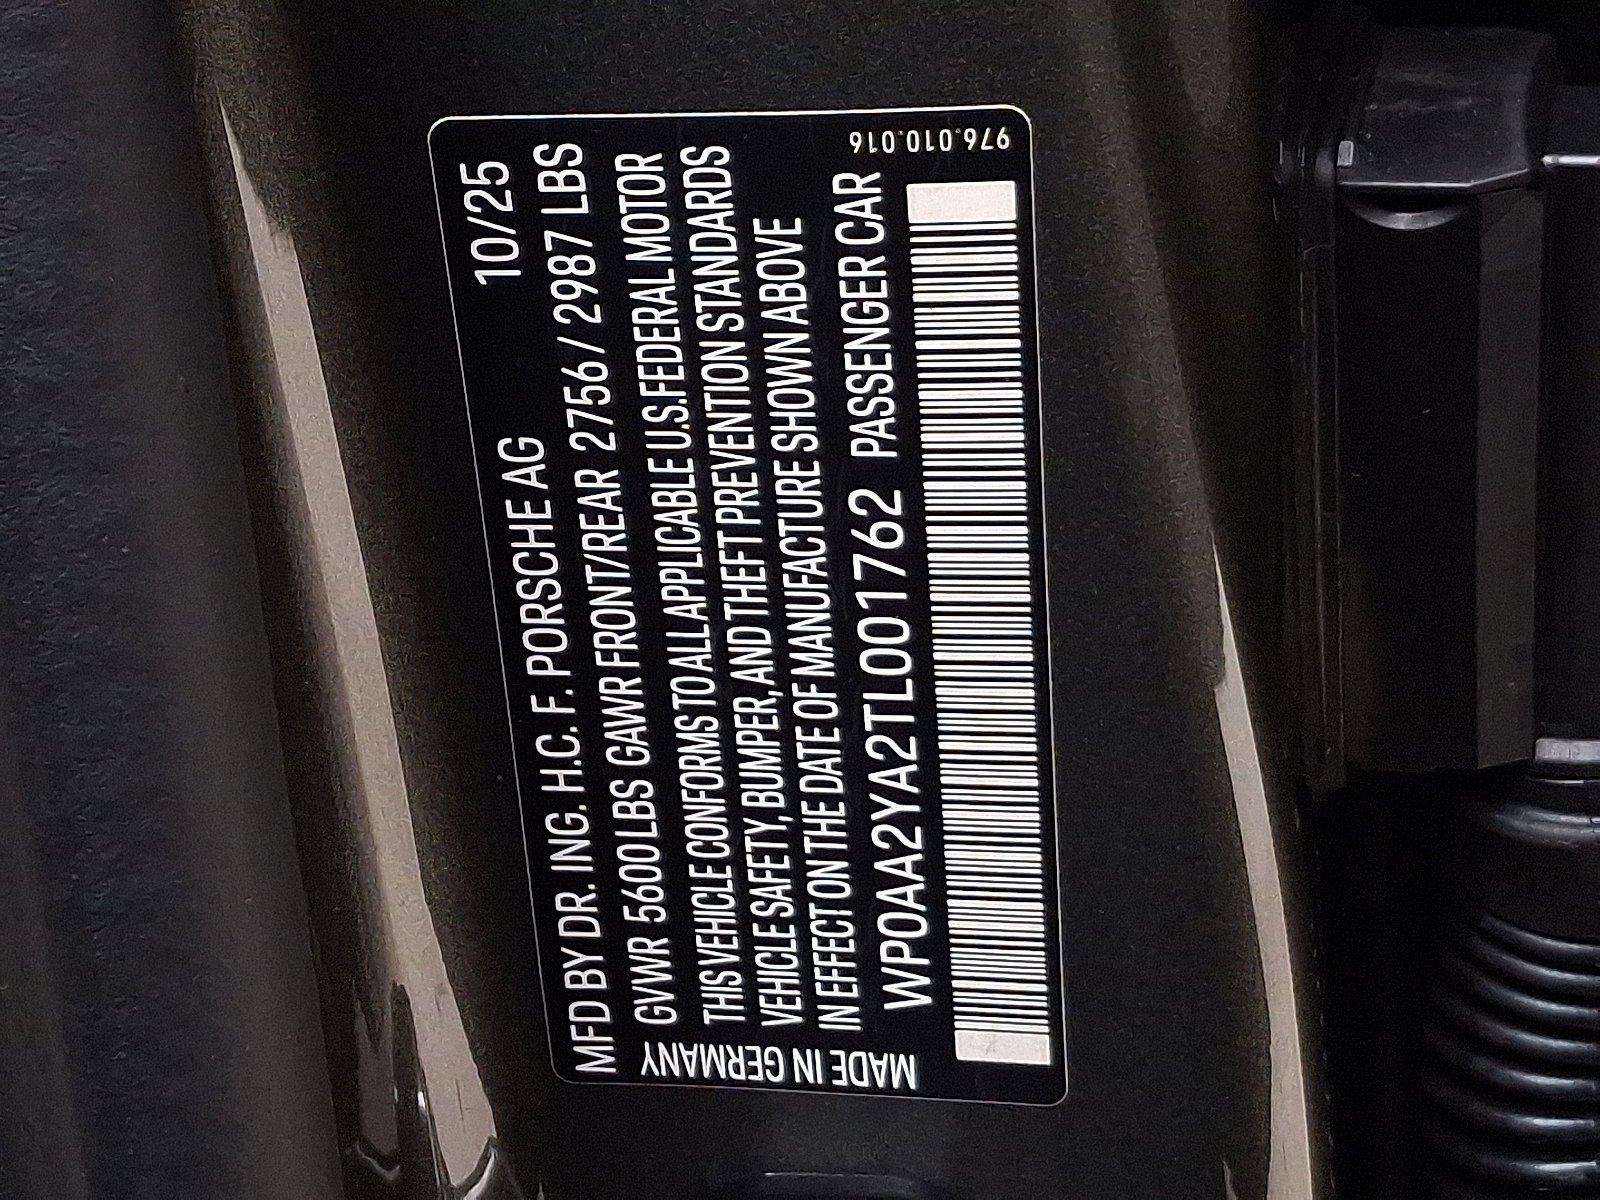 MFD BY DR. ING. H.C. F. PORSCHE AG 10/25
GVWR 5600 LBS GAWR FRONT/REAR 2756 / 2987 LBS
THIS VEHICLE CONFORMS TO ALL APPLICABLE U.S. FEDERAL MOTOR
VEHICLE SAFETY, BUMPER, AND THEFT PREVENTION STANDARDS
IN EFFECT ON THE DATE OF MANUFACTURE SHOWN ABOVE
WP0AA2YA2TL001762 PASSENGER CAR
MADE IN GERMANY
976.010.016